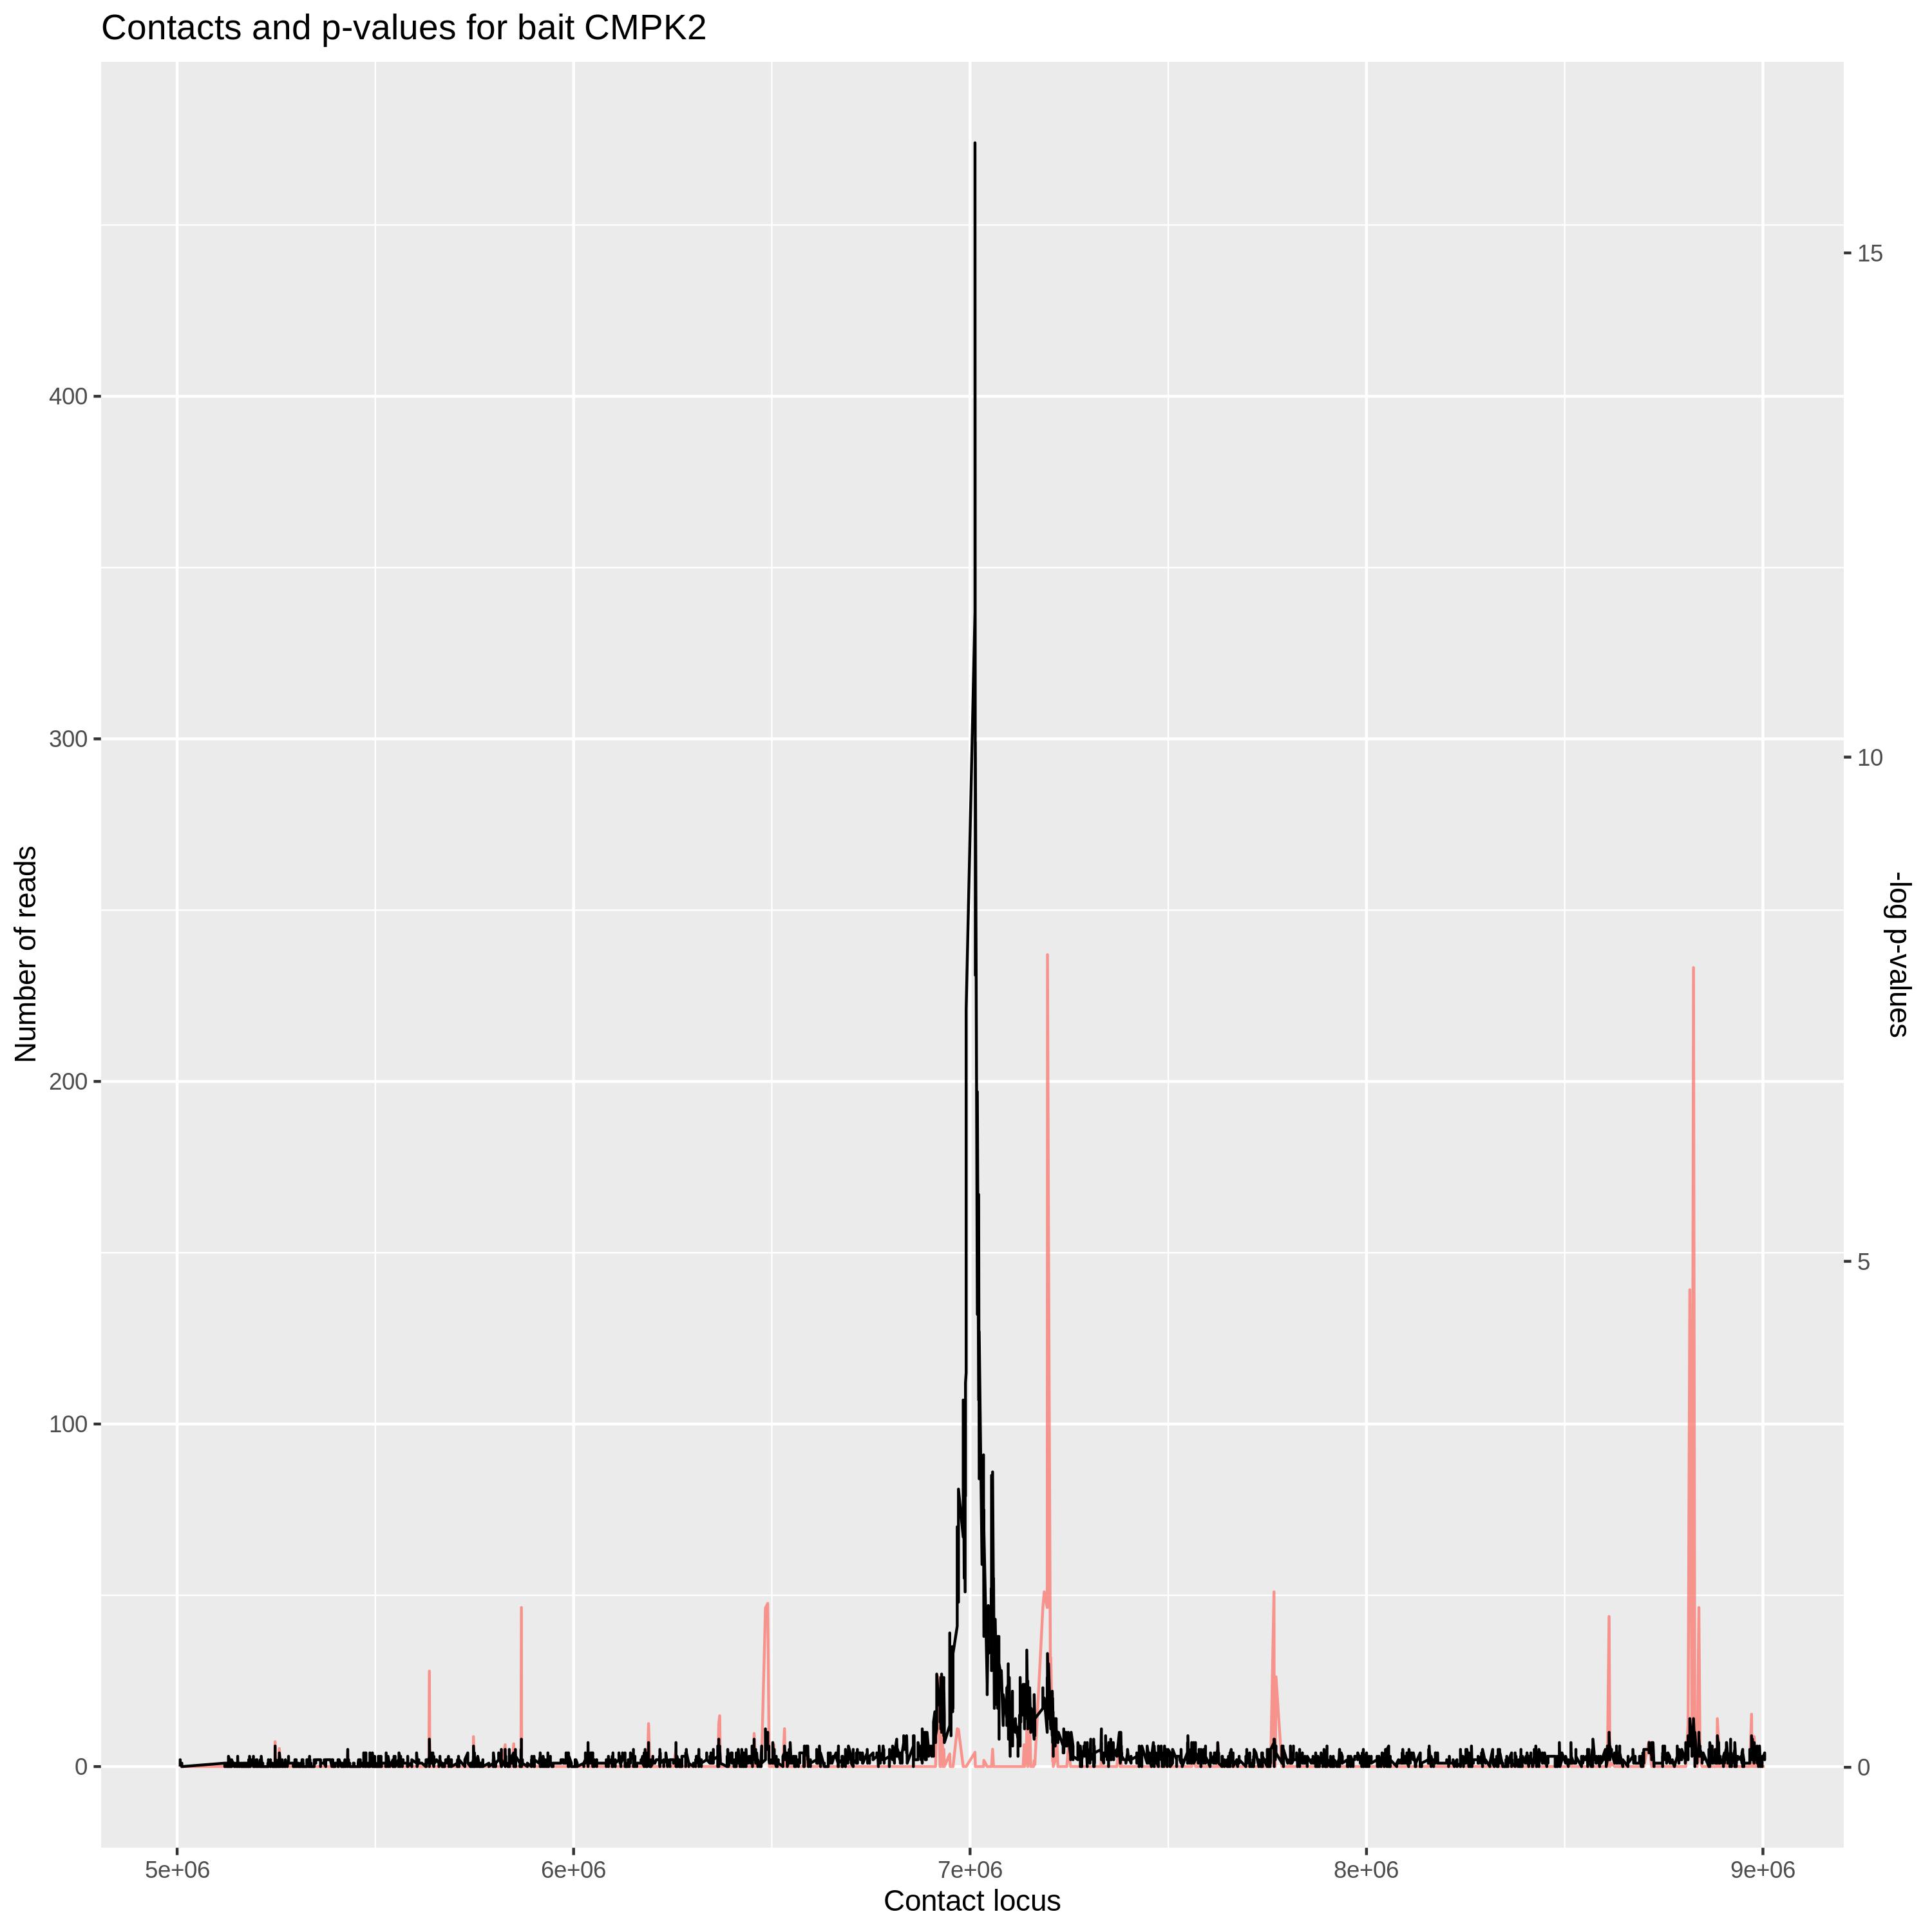 Contacts and p-values for bait CMPK2
Number of reads
400
300
200
100
0
15
10
5
0
-log p-values
5e+06
6e+06
7e+06
8e+06
9e+06
Contact locus